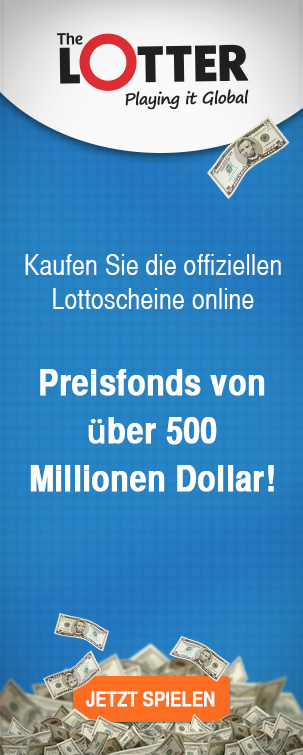 The
LOTTER
Playing it Global
Kaufen Sie die offiziellen
Lottoscheine online
Preisfonds von
über 500
Millionen Dollar!
JETZT SPIELEN